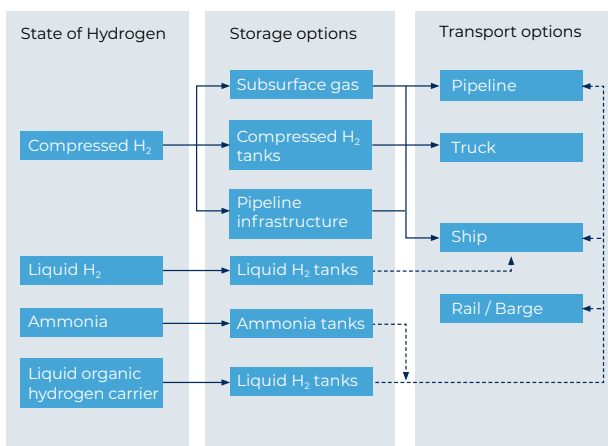 State of Hydrogen
Storage options
Transport options
Subsurface gas
Pipeline
Compressed H₂
Compressed H₂
tanks
Truck
Pipeline
infrastructure
Ship
Liquid H₂
Liquid H₂ tanks
Rail / Barge
Ammonia
Ammonia tanks
Liquid organic
hydrogen carrier
Liquid H₂ tanks